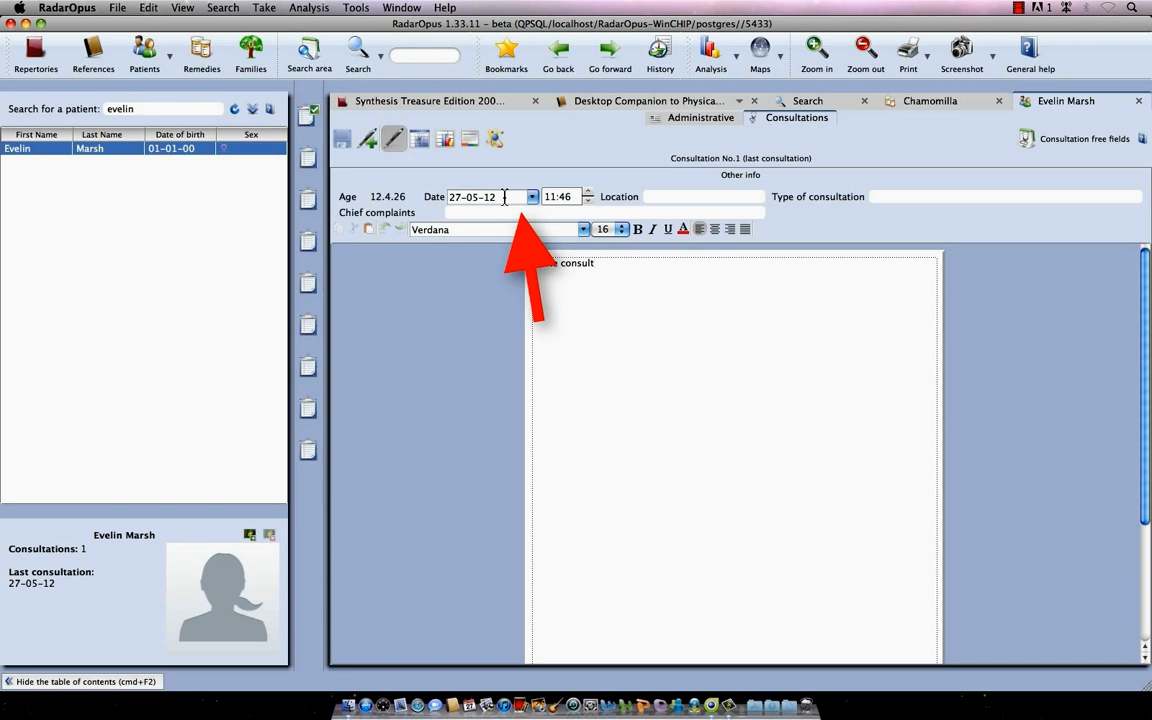 File Edit View Search Take Analysis Tools Window Help
1
RadarOpus 1.33.11 - beta (QPSQL/localhost/RadarOpus-WinCHIP/postgres//5433)
Repertories References Patients Remedies Families Search area Search Bookmarks Go back Go forward History Analysis Maps Zoom in Zoom out Print Screenshot General help
Search for a patient: evelin
First Name Last Name Date of birth Sex
Evelin Marsh 01-01-00
Synthesis Treasure Edition 200... Desktop Companion to Physica... Search Chamomilla Evelin Marsh
Administrative Consultations
Consultation free fields
Consultation No.1 (last consultation)
Other info
Age 12.4.26 Date 27-05-12 11:46 Location Type of consultation
Chief complaints
Verdana 16 B I U A
consult
Evelin Marsh
Consultations: 1
Last consultation:
27-05-12
Hide the table of contents (cmd+F2)